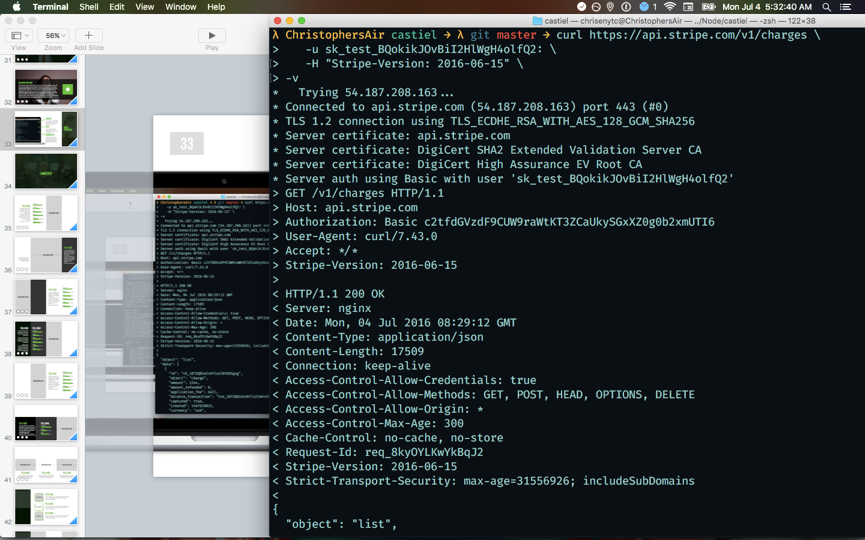 Terminal Shell Edit View Window Help
1
Mon Jul 4 5:32:40 AM
castiel — chrisenytc@ChristophersAir — ../Node/castiel — -zsh — 122×38
56%
View Zoom Add Slide
Play
31
32
33
34
35
36
37
38
39
40
41
42
33
λ ChristophersAir castiel → λ git master → curl https://api.stripe.com/v1/charges \
> -u sk_test_BQokikJOvBiI2HlWgH4olfQ2: \
> -H "Stripe-Version: 2016-06-15" \
> -v
* Trying 54.187.208.163...
* Connected to api.stripe.com (54.187.208.163) port 443 (#0)
* TLS 1.2 connection using TLS_ECDHE_RSA_WITH_AES_128_GCM_SHA256
* Server certificate: api.stripe.com
* Server certificate: DigiCert SHA2 Extended Validation Server CA
* Server certificate: DigiCert High Assurance EV Root CA
* Server auth using Basic with user 'sk_test_BQokikJOvBiI2HlWgH4olfQ2'
> GET /v1/charges HTTP/1.1
> Host: api.stripe.com
> Authorization: Basic c2tfdGVzdF9CUW9raWtKT3ZCaUkySGxXZ0g0b2xmUTI6
> User-Agent: curl/7.43.0
> Accept: */*
> Stripe-Version: 2016-06-15
>
< HTTP/1.1 200 OK
< Server: nginx
< Date: Mon, 04 Jul 2016 08:29:12 GMT
< Content-Type: application/json
< Content-Length: 17509
< Connection: keep-alive
< Access-Control-Allow-Credentials: true
< Access-Control-Allow-Methods: GET, POST, HEAD, OPTIONS, DELETE
< Access-Control-Allow-Origin: *
< Access-Control-Max-Age: 300
< Cache-Control: no-cache, no-store
< Request-Id: req_8kyOYLKwYkBqJ2
< Stripe-Version: 2016-06-15
< Strict-Transport-Security: max-age=31556926; includeSubDomains
<
{
"object": "list",